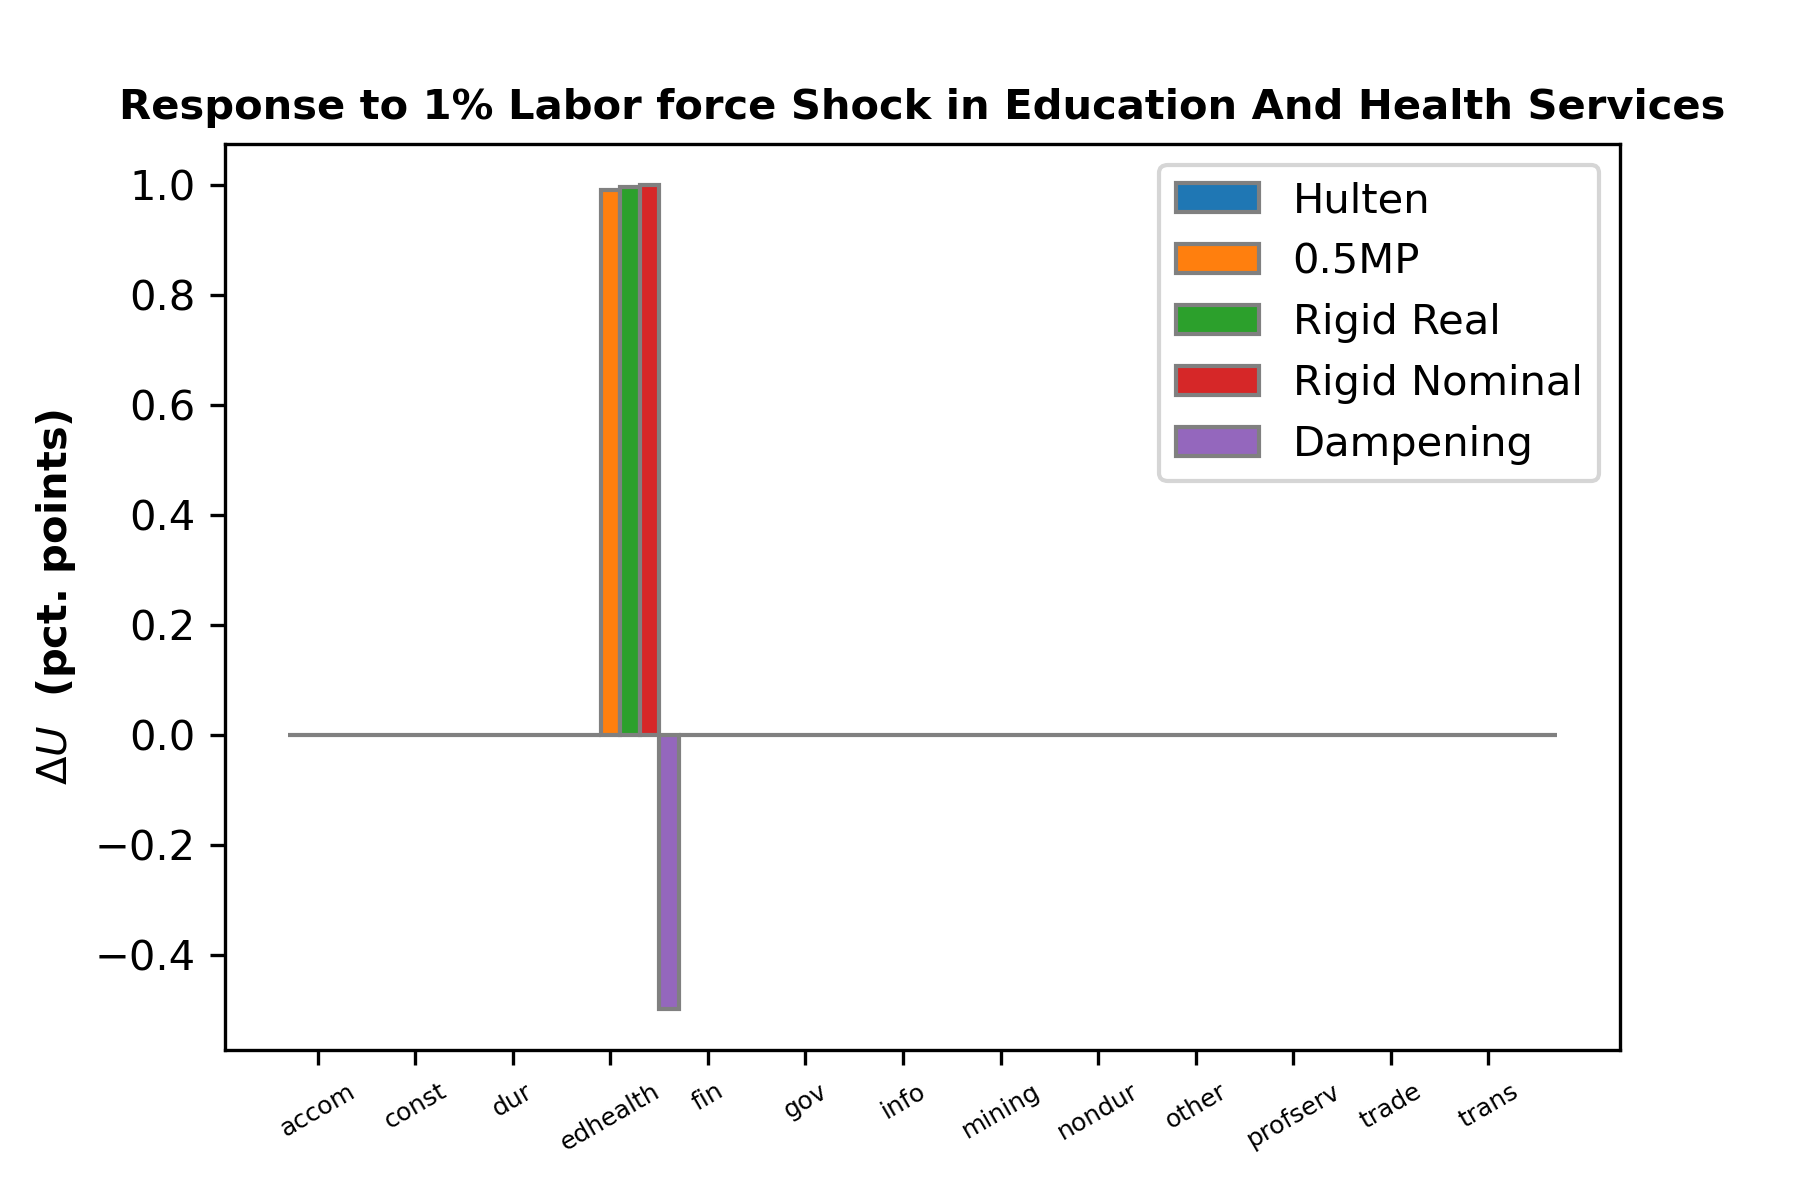 Response to 1% Labor force Shock in Education And Health Services
ΔU (pct. points)
1.0
0.8
0.6
0.4
0.2
0.0
−0.2
−0.4
Hulten
0.5MP
Rigid Real
Rigid Nominal
Dampening
accom const dur edhealth fin gov info mining nondur other profserv trade trans